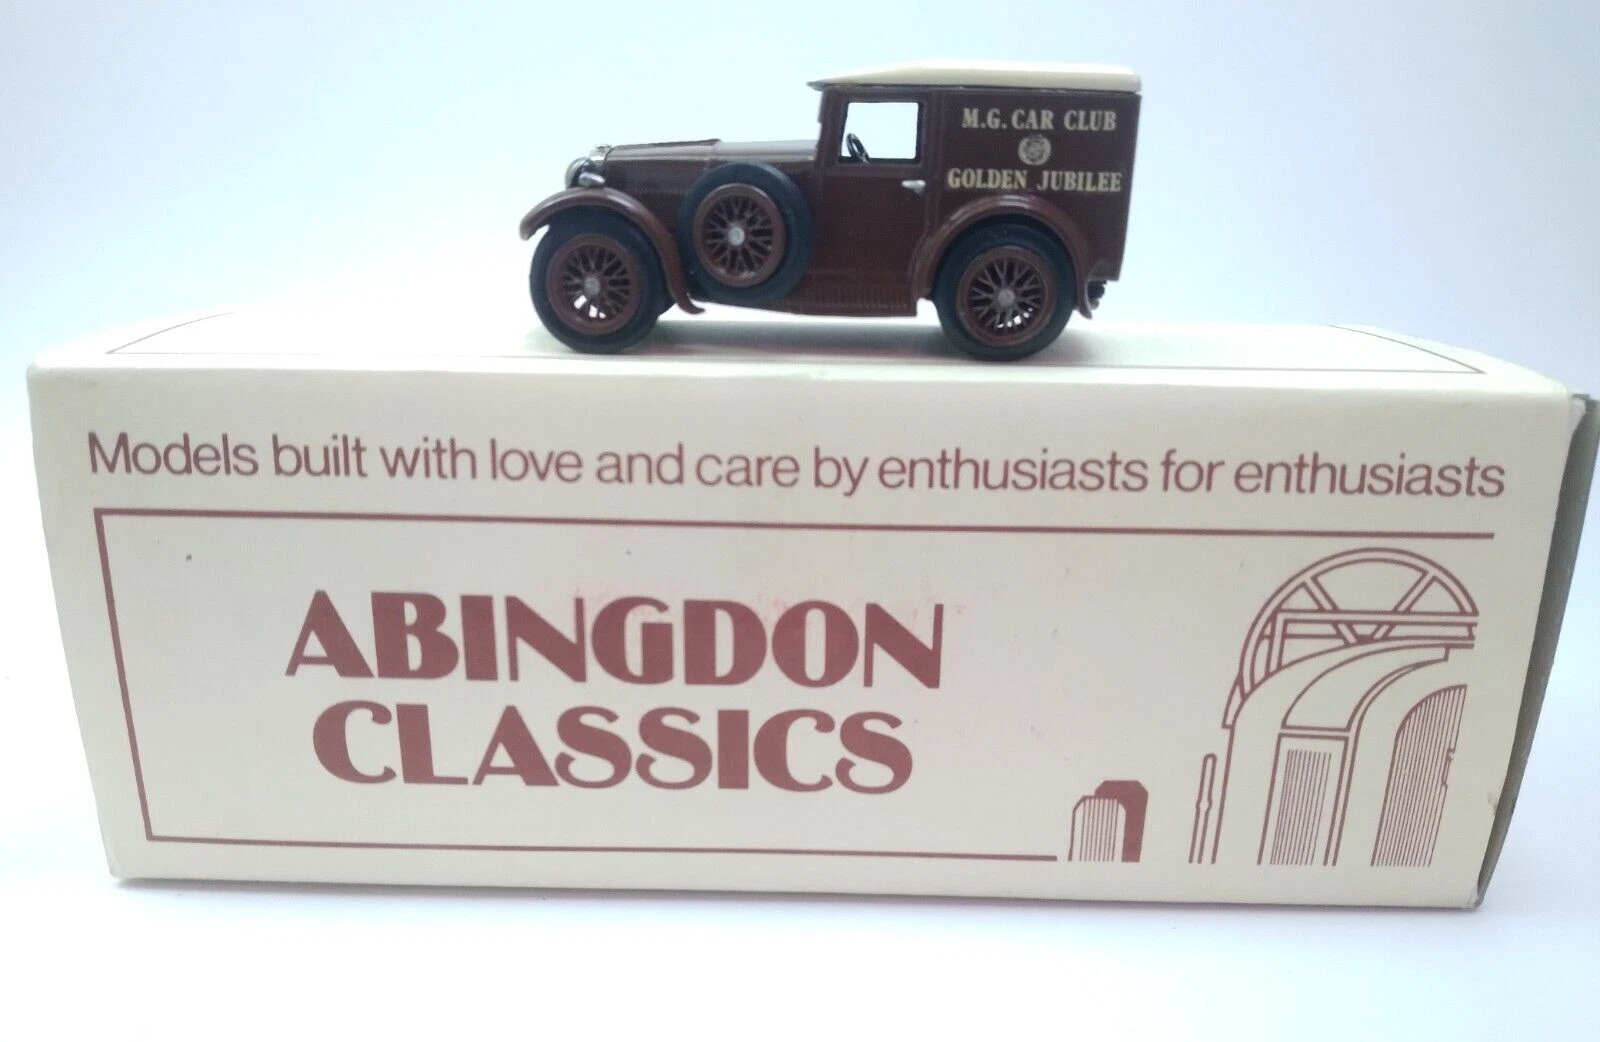 M.G. CAR CLUB
GOLDEN JUBILEE
Models built with love and care by enthusiasts for enthusiasts
ABINGDON
CLASSICS